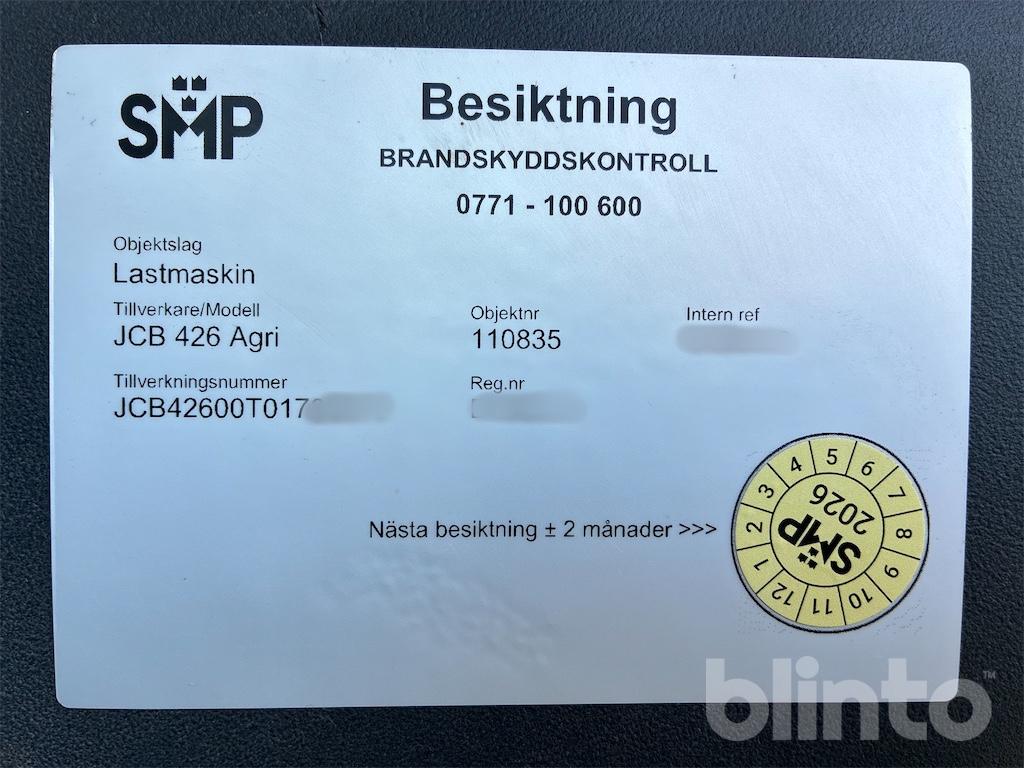 SMP
Besiktning
BRANDSKYDDSKONTROLL
0771 - 100 600
Objektslag
Lastmaskin
Tillverkare/Modell
JCB 426 Agri
Objektnr
110835
Intern ref
Tillverkningsnummer
JCB42600T017
Reg.nr
Nästa besiktning ± 2 månader >>>
1 2 3 4 5 6 7 8 9 10 11 12
SMP
2026
blinto™